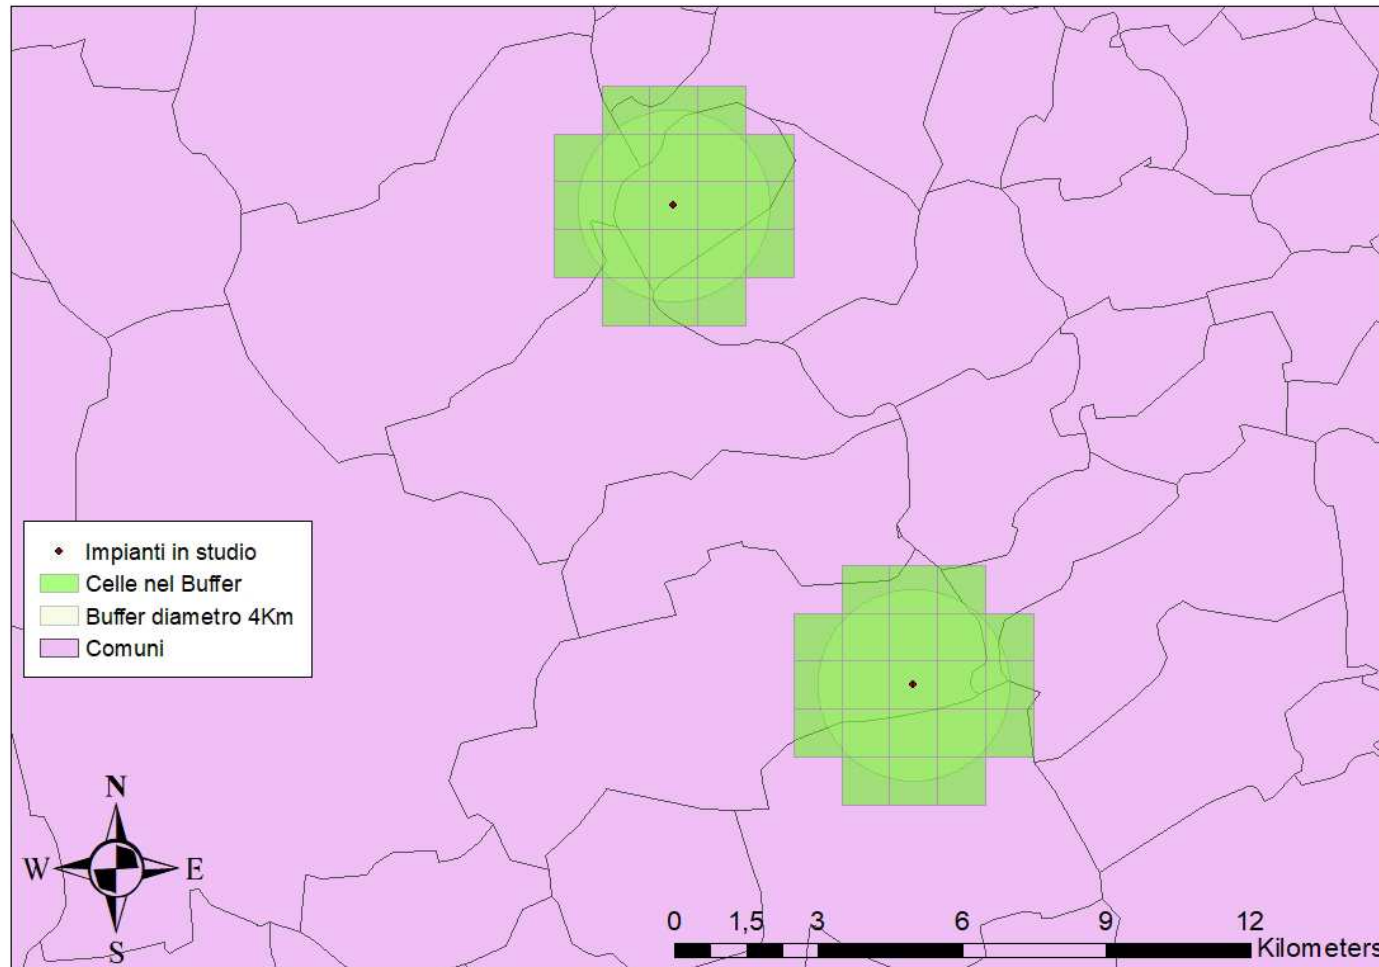 Impianti in studio
Celle nel Buffer
Buffer diametro 4Km
Comuni
N
W E
S
0 1,5 3 6 9 12
Kilometers